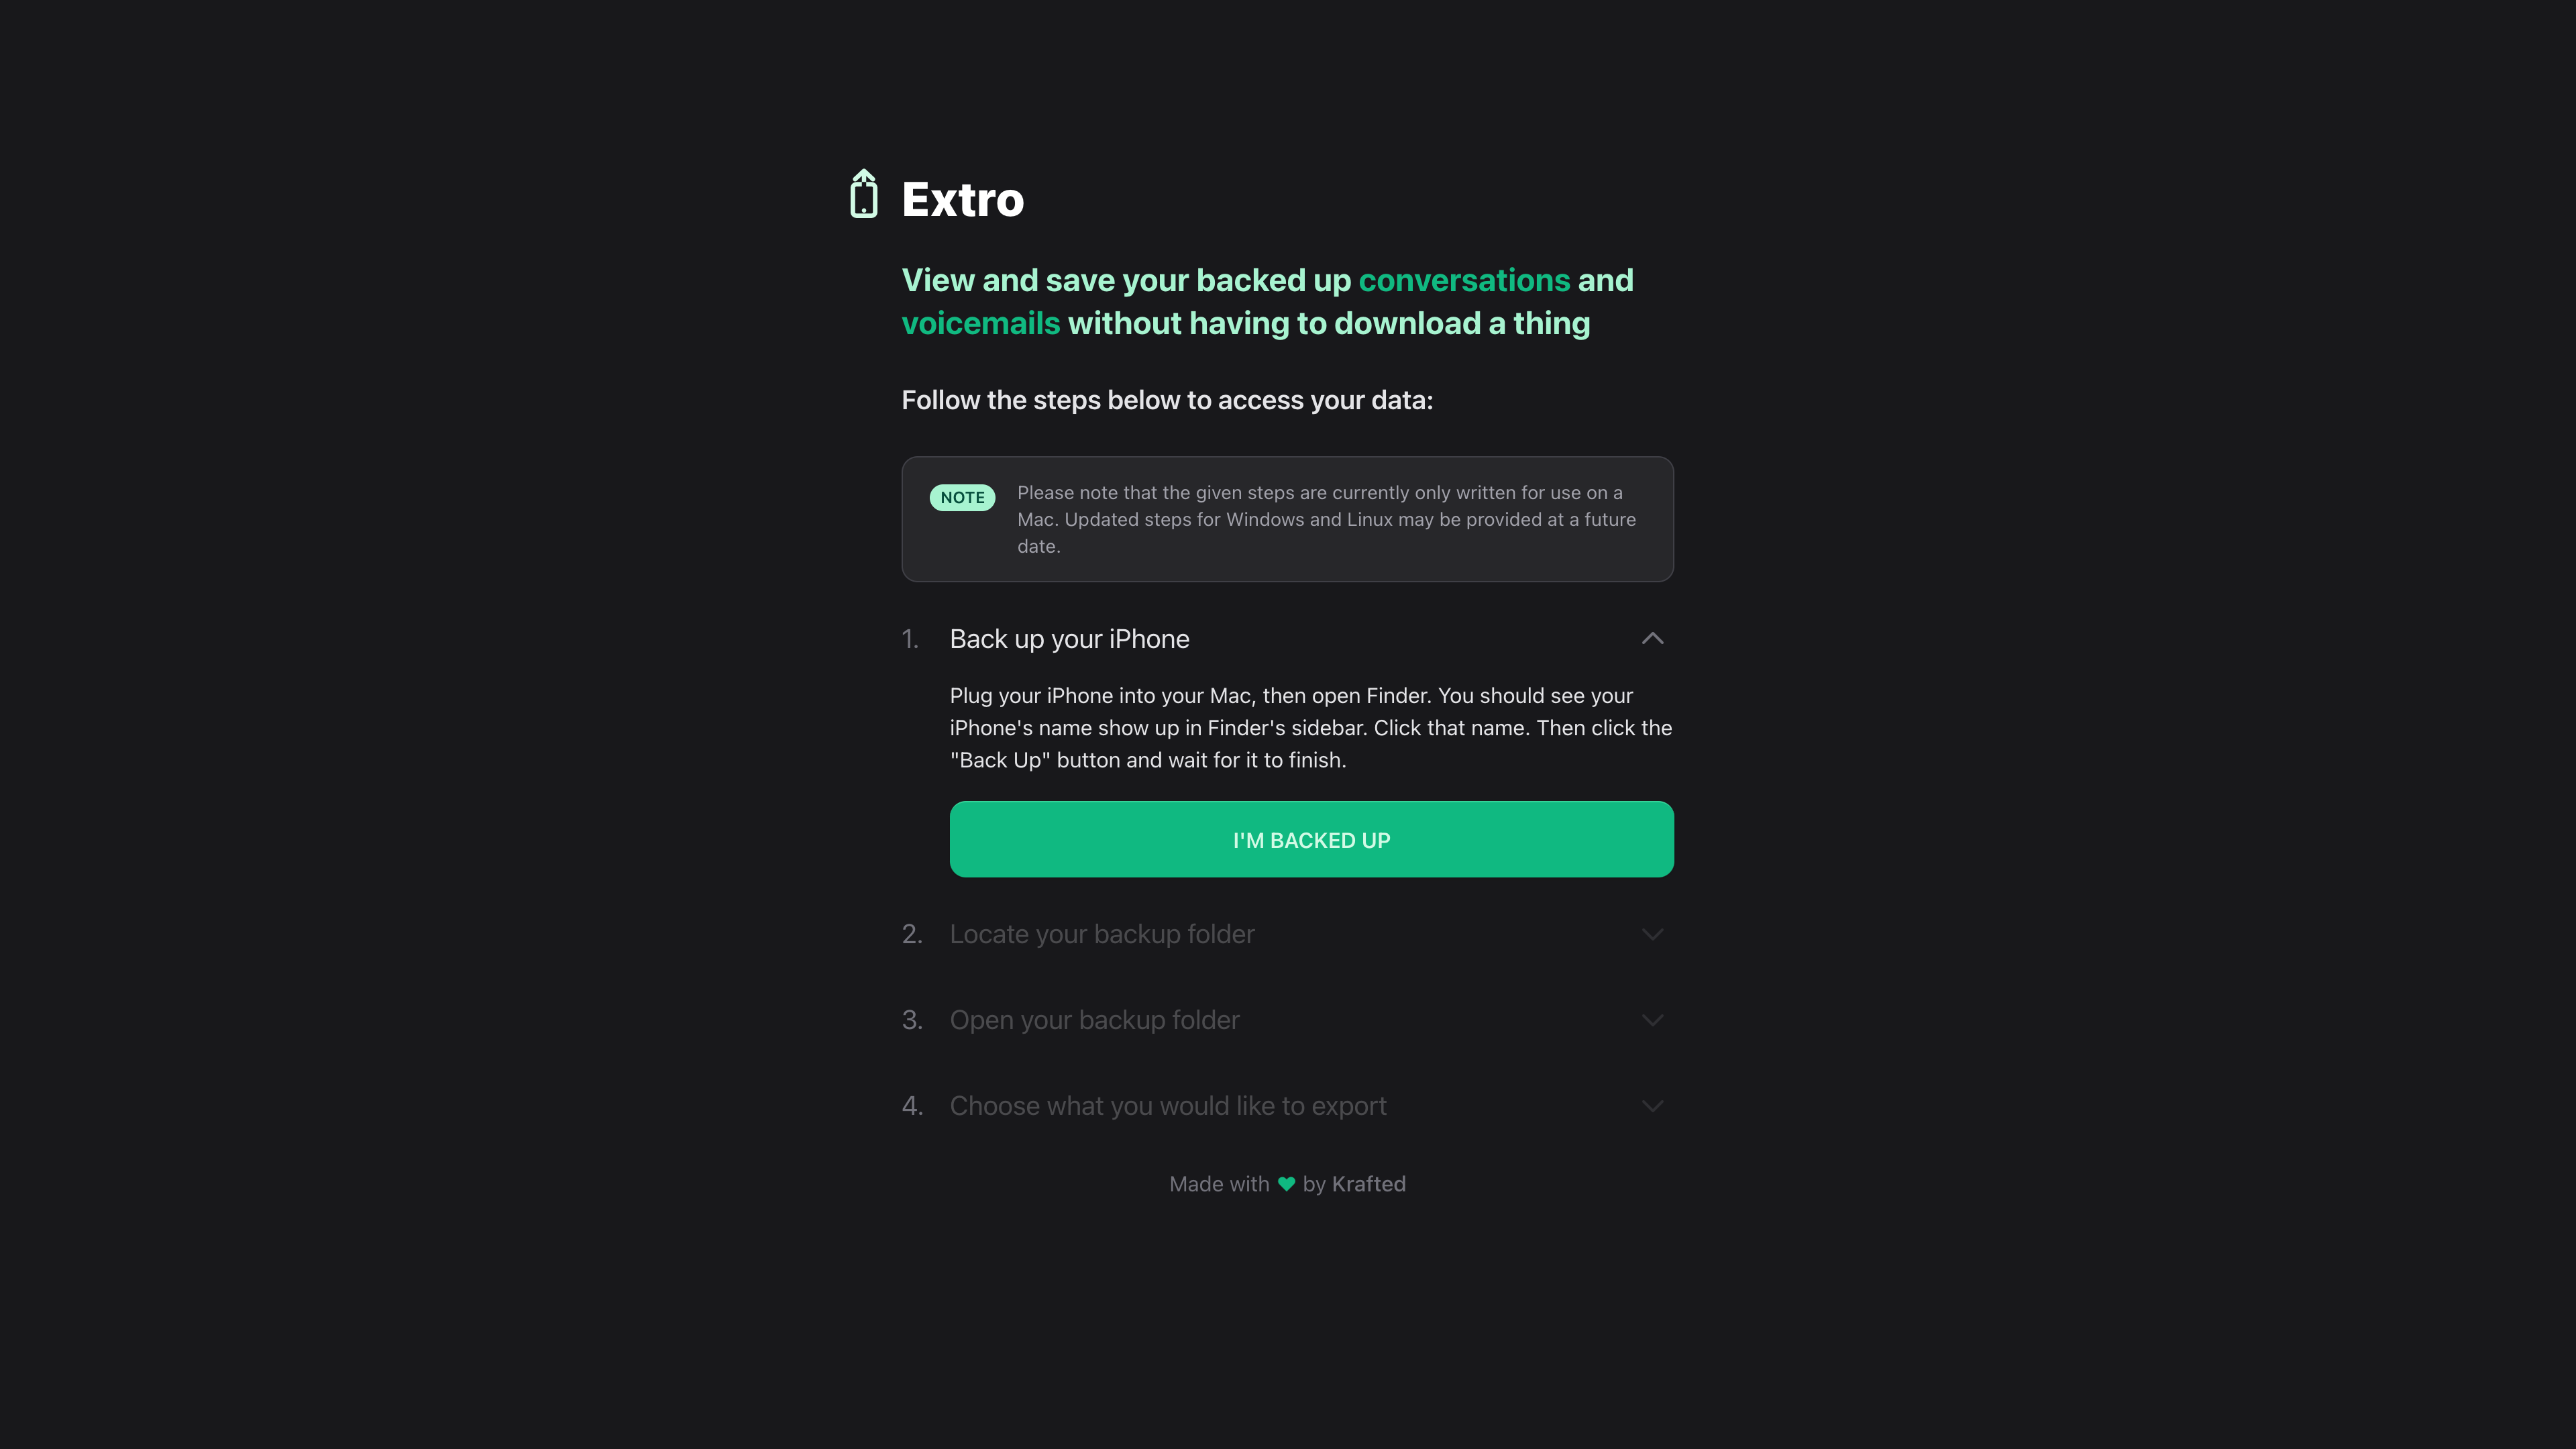 Extro
View and save your backed up conversations and
voicemails without having to download a thing
Follow the steps below to access your data:
NOTE
Please note that the given steps are currently only written for use on a
Mac. Updated steps for Windows and Linux may be provided at a future
date.
1. Back up your iPhone
Plug your iPhone into your Mac, then open Finder. You should see your
iPhone's name show up in Finder's sidebar. Click that name. Then click the
"Back Up" button and wait for it to finish.
I'M BACKED UP
2. Locate your backup folder
3. Open your backup folder
4. Choose what you would like to export
Made with ♥ by Krafted